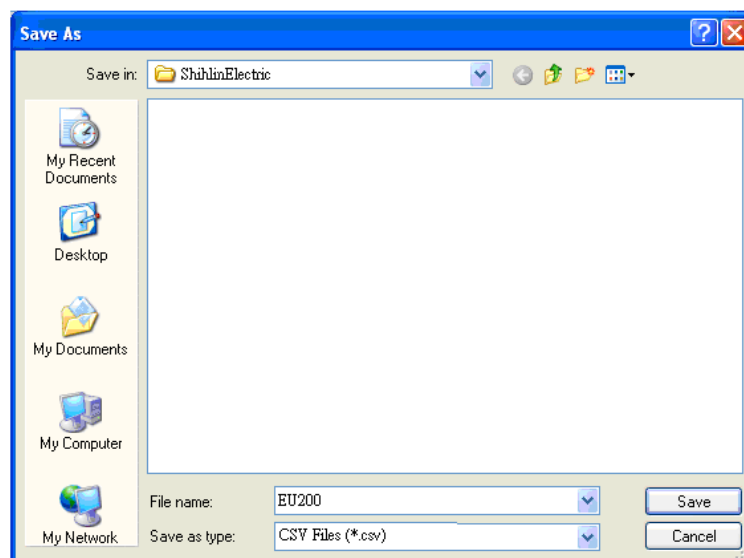 Save As
Save in: ShihlinElectric
My Recent
Documents
Desktop
My Documents
My Computer
My Network
File name: EU200 Save
Save as type: CSV Files (*.csv) Cancel